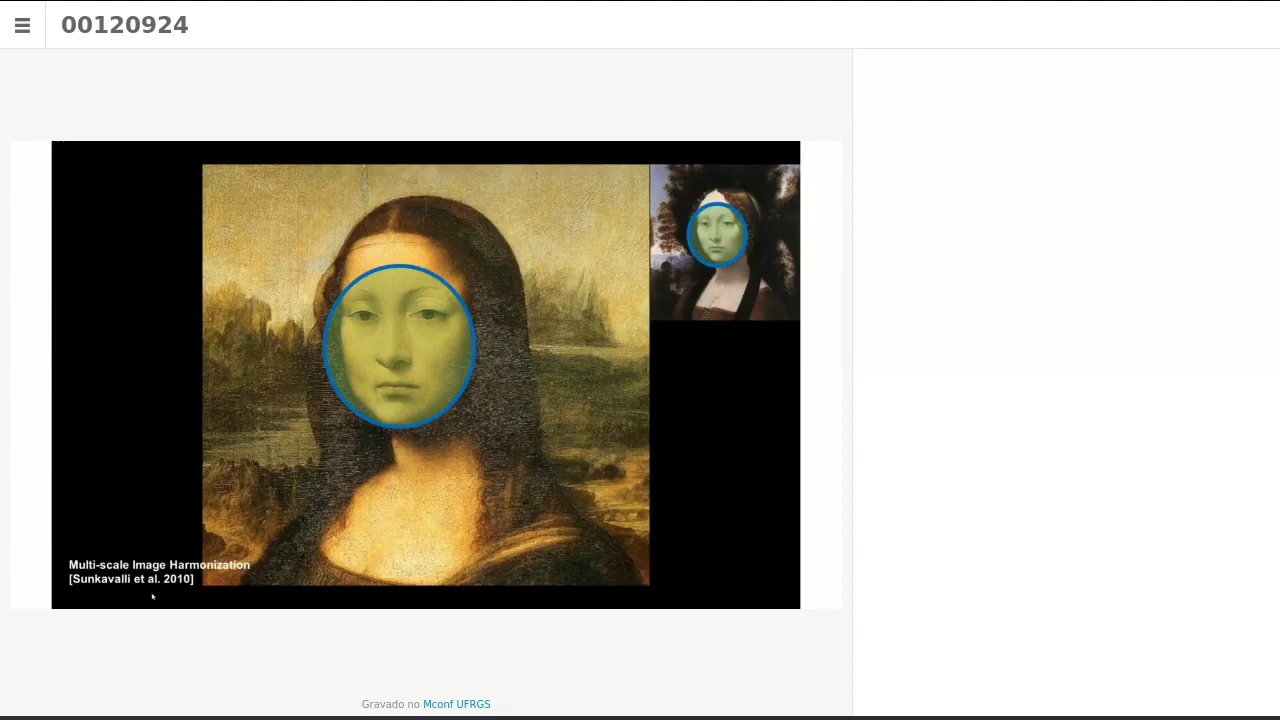 00120924
Multi-scale Image Harmonization
[Sunkavalli et al. 2010]
Gravado no Mconf UFRGS